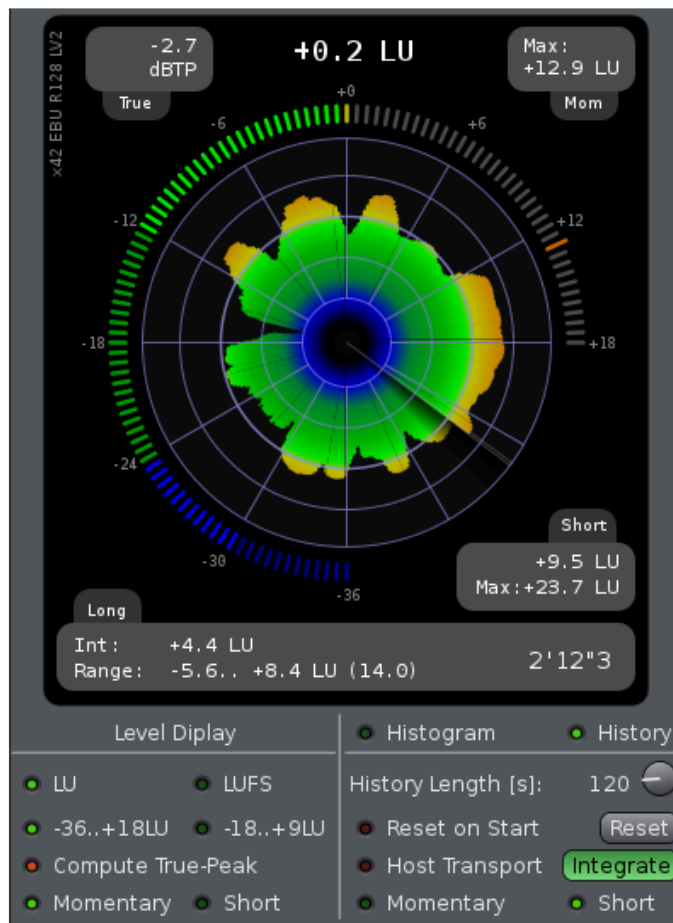 x42 EBU R128 LV2
-2.7
dBTP
True
+0.2 LU
Max:
+12.9 LU
Mom
+0
-6
+6
-12
+12
-18
+18
-24
-30
-36
Short
+9.5 LU
Max:+23.7 LU
Long
Int: +4.4 LU
Range: -5.6.. +8.4 LU (14.0)
2'12"3
Level Diplay
Histogram
History
LU
LUFS
History Length [s]: 120
-36..+18LU
-18..+9LU
Reset on Start
Reset
Compute True-Peak
Host Transport
Integrate
Momentary
Short
Momentary
Short